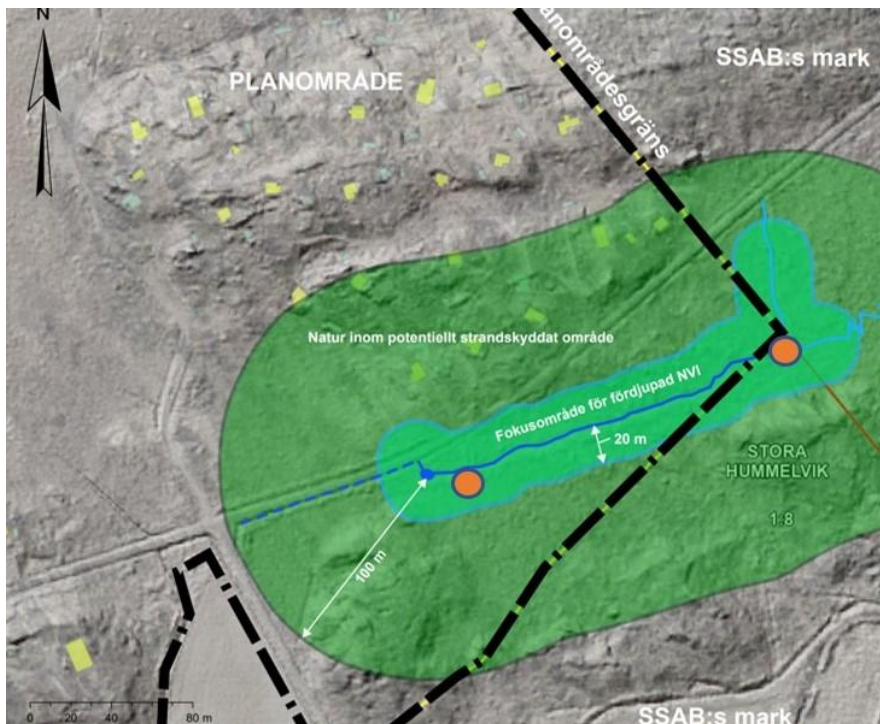 N
PLANOMRÅDE
anområdesgräns
SSAB:s mark
Natur inom potentiellt strandskyddat område
Fokusområde för fördjupad NVI
20 m
STORA
HUMMELVIK
1:8
100 m
0 20 40 80 m
SSAB:s mark